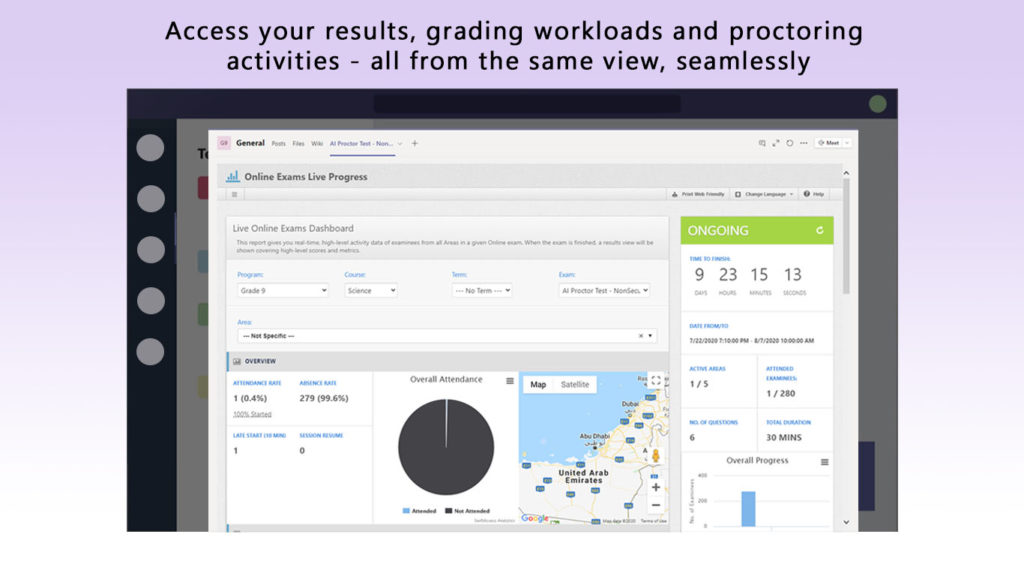 Access your results, grading workloads and proctoring
activities - all from the same view, seamlessly
G9 General Posts Files Wiki AI Proctor Test - Non... Meet
Online Exams Live Progress
Print Web Friendly Change Language Help
Live Online Exams Dashboard
This report gives you real-time, high-level activity data of examinees from all Areas in a given Online exam. When the exam is finished, a results view will be
shown covering high-level scores and metrics.
Program: Course: Term: Exam:
Grade 9 Science --- No Term --- AI Proctor Test - NonSecu
Area:
--- Not Specific ---
OVERVIEW
ATTENDANCE RATE ABSENCE RATE
1 (0.4%) 279 (99.6%)
100% Started
LATE START (10 MIN) SESSION RESUME
1 0
Overall Attendance
Attended Not Attended
SwiftAssess Analytics
Map Satellite
Dubai
دبي
Abu Dhabi
أبو ظبي
United Arab
Emirates
Google Map data ©2020 Terms of Use
ONGOING
TIME TO FINISH:
9 23 15 13
DAYS HOURS MINUTES SECONDS
DATE FROM/TO
7/22/2020 7:10:00 PM - 8/7/2020 10:00:00 AM
ACTIVE AREAS
1 / 5
ATTENDED
EXAMINEES:
1 / 280
NO. OF QUESTIONS
6
TOTAL DURATION
30 MINS
Overall Progress
No. of Examinees
400
200
0